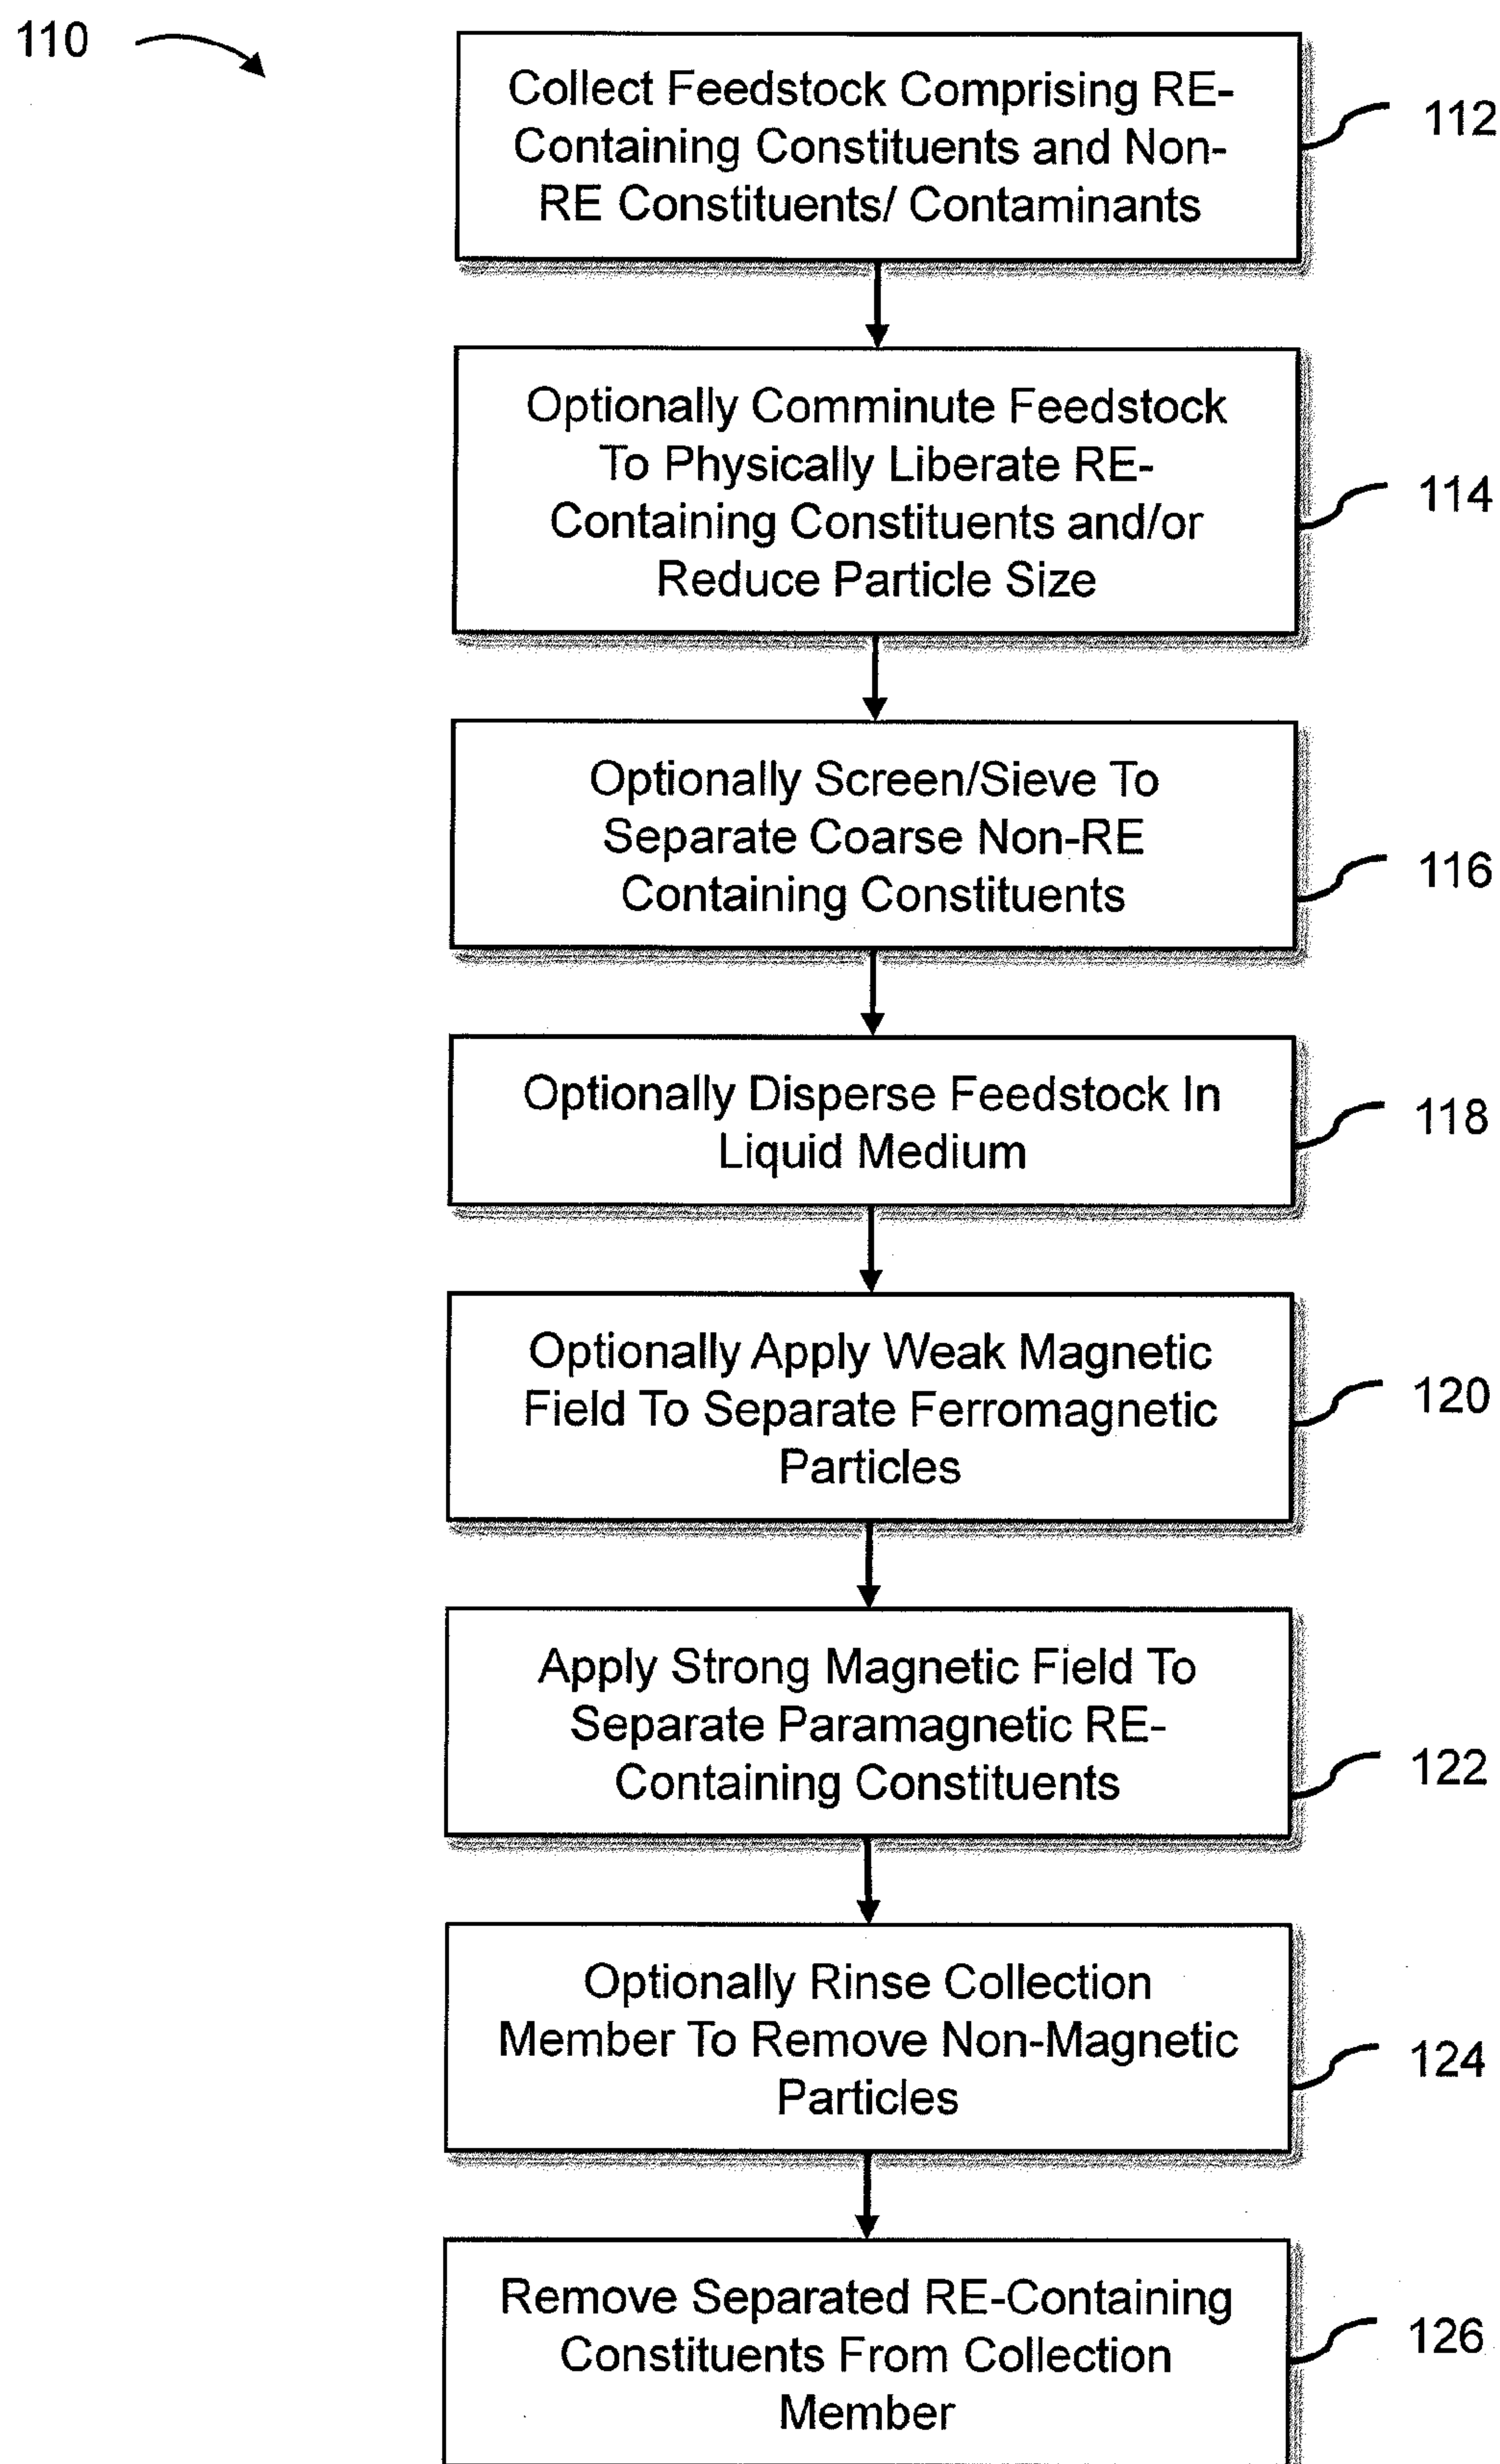 110
Collect Feedstock Comprising RE-
Containing Constituents and Non-
RE Constituents/ Contaminants
112
Optionally Comminute Feedstock
To Physically Liberate RE-
Containing Constituents and/or
Reduce Particle Size
114
Optionally Screen/Sieve To
Separate Coarse Non-RE
Containing Constituents
116
Optionally Disperse Feedstock In
Liquid Medium
118
Optionally Apply Weak Magnetic
Field To Separate Ferromagnetic
Particles
120
Apply Strong Magnetic Field To
Separate Paramagnetic RE-
Containing Constituents
122
Optionally Rinse Collection
Member To Remove Non-Magnetic
Particles
124
Remove Separated RE-Containing
Constituents From Collection
Member
126